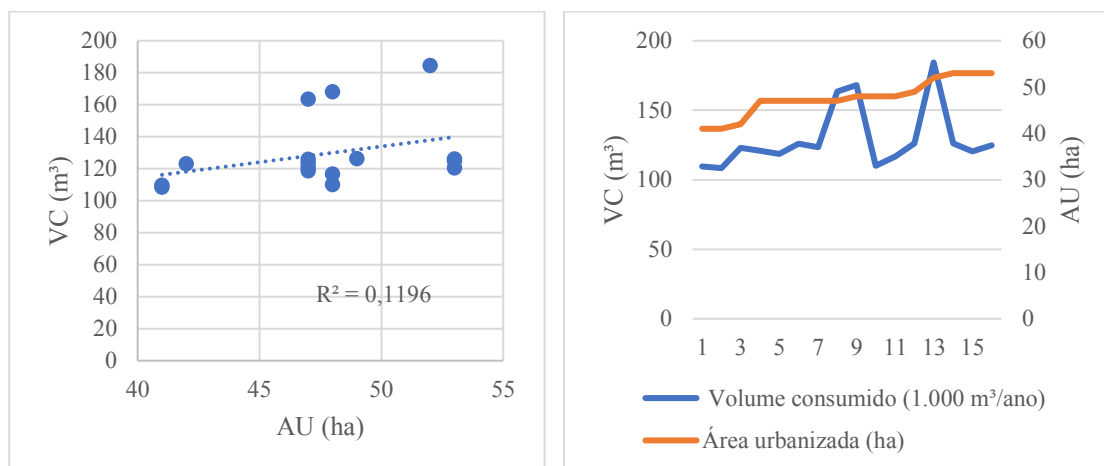 200
180
160
140
120
100
80
60
40
20
0
VC (m³)
R² = 0,1196
40 45 50 55
AU (ha)
200
150
100
50
0
VC (m³)
60
50
40
30
20
10
0
AU (ha)
1 3 5 7 9 11 13 15
Volume consumido (1.000 m³/ano)
Área urbanizada (ha)